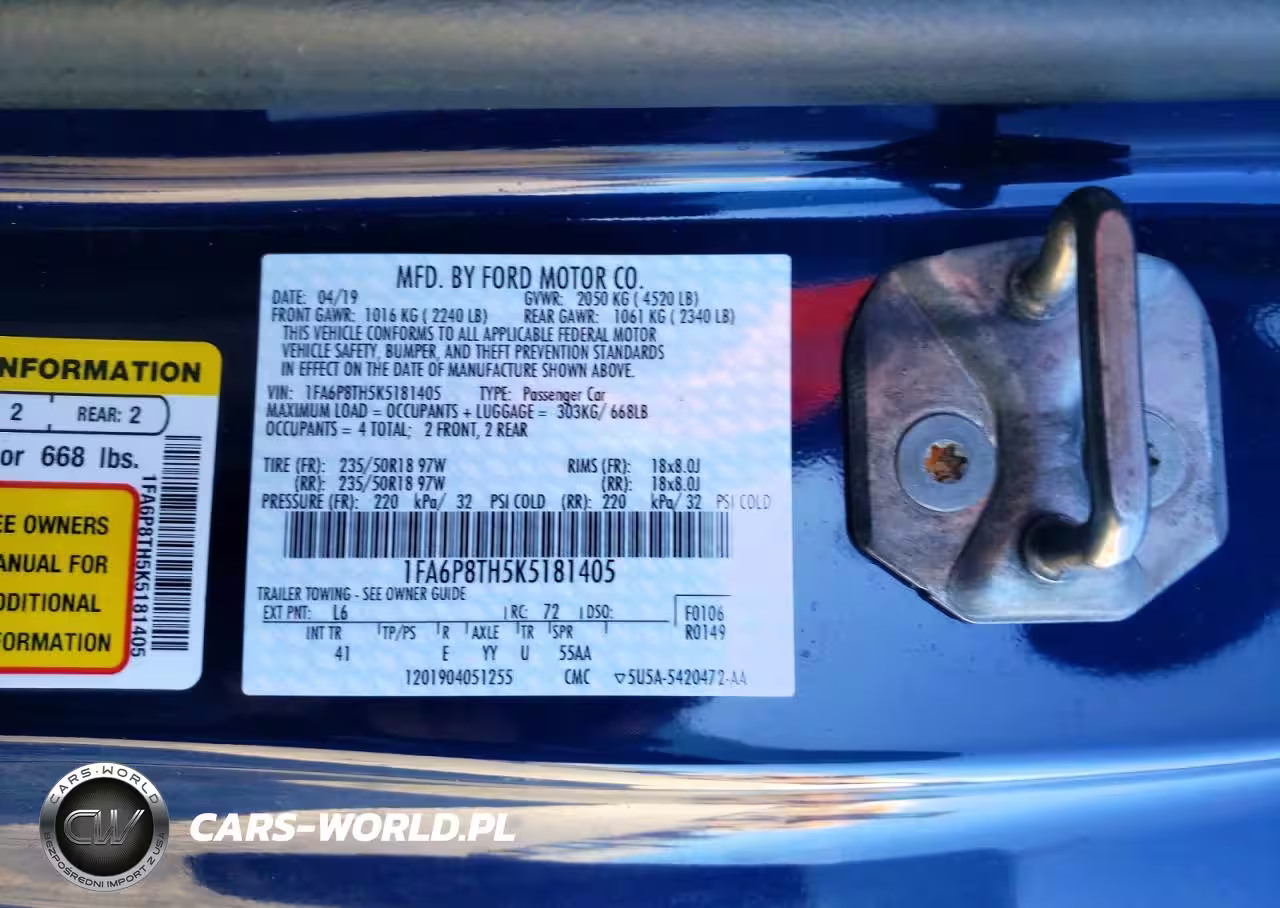 MFD. BY FORD MOTOR CO.
DATE: 04/19 GVWR: 2050 KG ( 4520 LB)
FRONT GAWR: 1016 KG ( 2240 LB) REAR GAWR: 1061 KG ( 2340 LB)
THIS VEHICLE CONFORMS TO ALL APPLICABLE FEDERAL MOTOR
VEHICLE SAFETY, BUMPER, AND THEFT PREVENTION STANDARDS
IN EFFECT ON THE DATE OF MANUFACTURE SHOWN ABOVE.
VIN: 1FA6P8TH5K5181405 TYPE: Passenger Car
MAXIMUM LOAD = OCCUPANTS + LUGGAGE = 303KG/ 668LB
OCCUPANTS = 4 TOTAL; 2 FRONT, 2 REAR
TIRE (FR): 235/50R18 97W RIMS (FR): 18x8.0J
(RR): 235/50R18 97W (RR): 18x8.0J
PRESSURE (FR): 220 kPa/ 32 PSI COLD (RR): 220 kPa/ 32 PSI COLD
1FA6P8TH5K5181405
TRAILER TOWING - SEE OWNER GUIDE
EXT PNT: L6 RC: 72 DSO: F0106
R0149
INT TR TP/PS R AXLE TR SPR
41 E YY U 55AA
1201904051255 CMC ▽5U5A-5420472-AA
NFORMATION
2 REAR: 2
or 668 lbs.
EE OWNERS
ANUAL FOR
DDITIONAL
FORMATION
1FA6P8TH5K5181405
CARS-WORLD
CW
BEZPOŚREDNI IMPORT Z USA
CARS-WORLD.PL